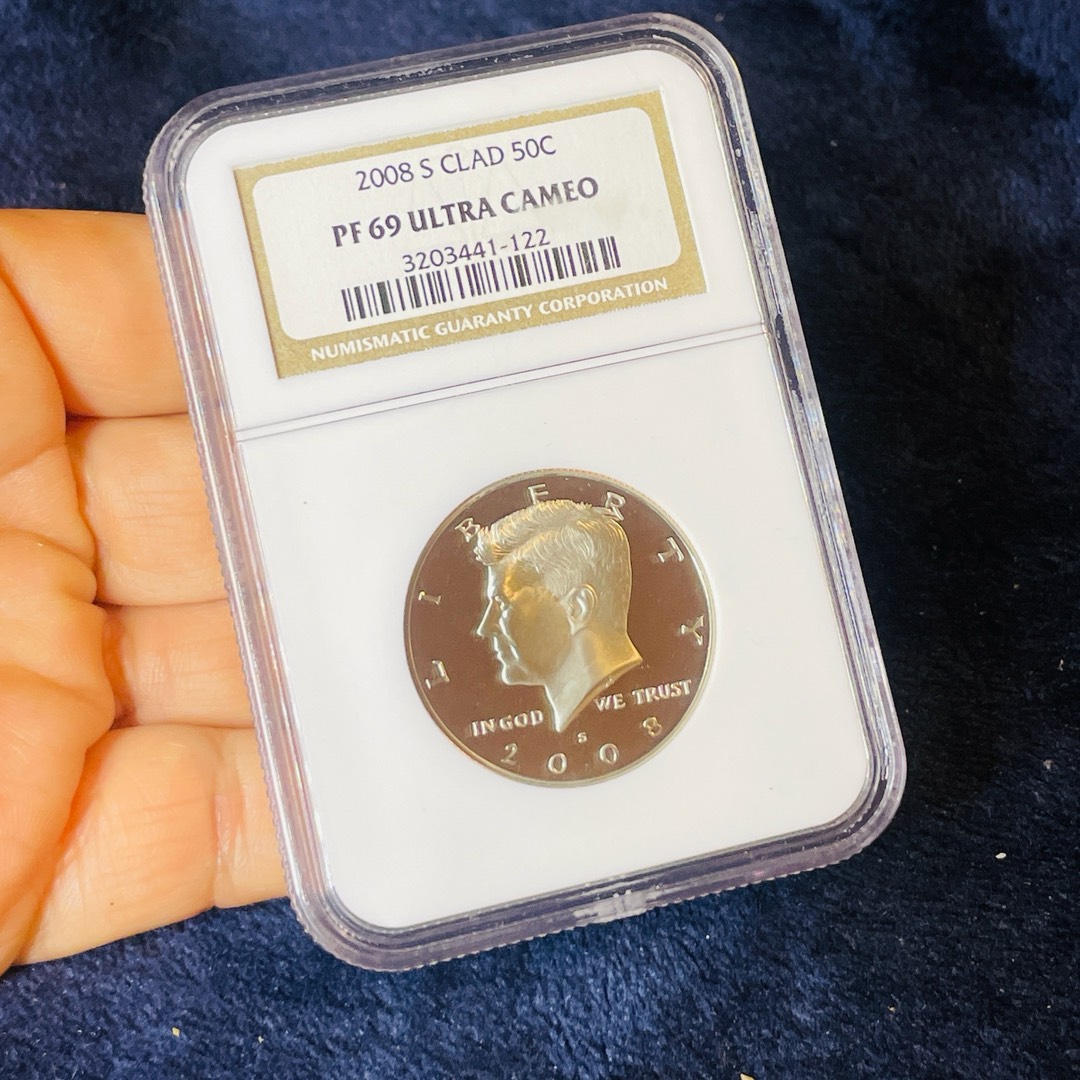 2008 S CLAD 50C
PF 69 ULTRA CAMEO
3203441-122
NUMISMATIC GUARANTY CORPORATION
LIBERTY
IN GOD WE TRUST
S
2008